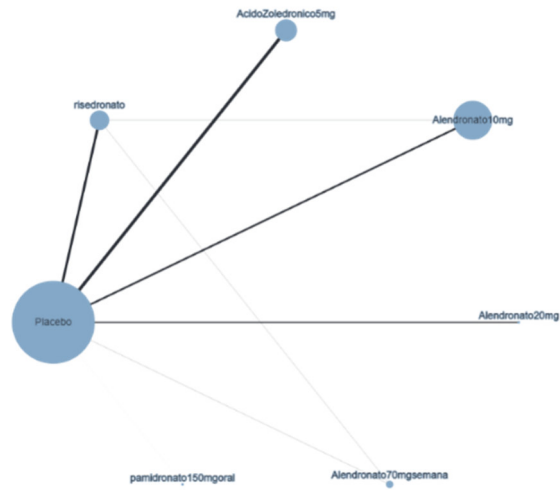 AcidoZoledronico5mg
risedronato
Alendronato10mg
Placebo
Alendronato20mg
pamidronato150mgoral
Alendronato70mgsemana